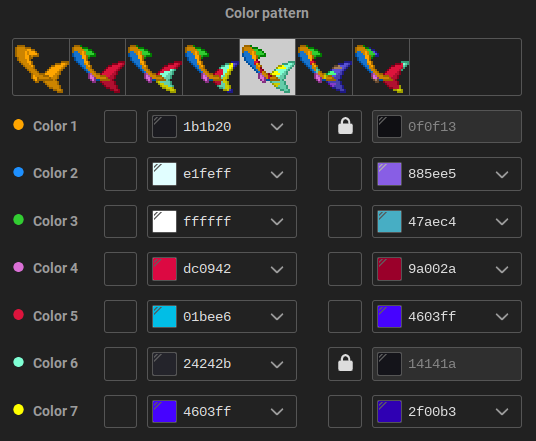 Color pattern
Color 1 1b1b20 0f0f13
Color 2 e1feff 885ee5
Color 3 ffffff 47aec4
Color 4 dc0942 9a002a
Color 5 01bee6 4603ff
Color 6 24242b 14141a
Color 7 4603ff 2f00b3